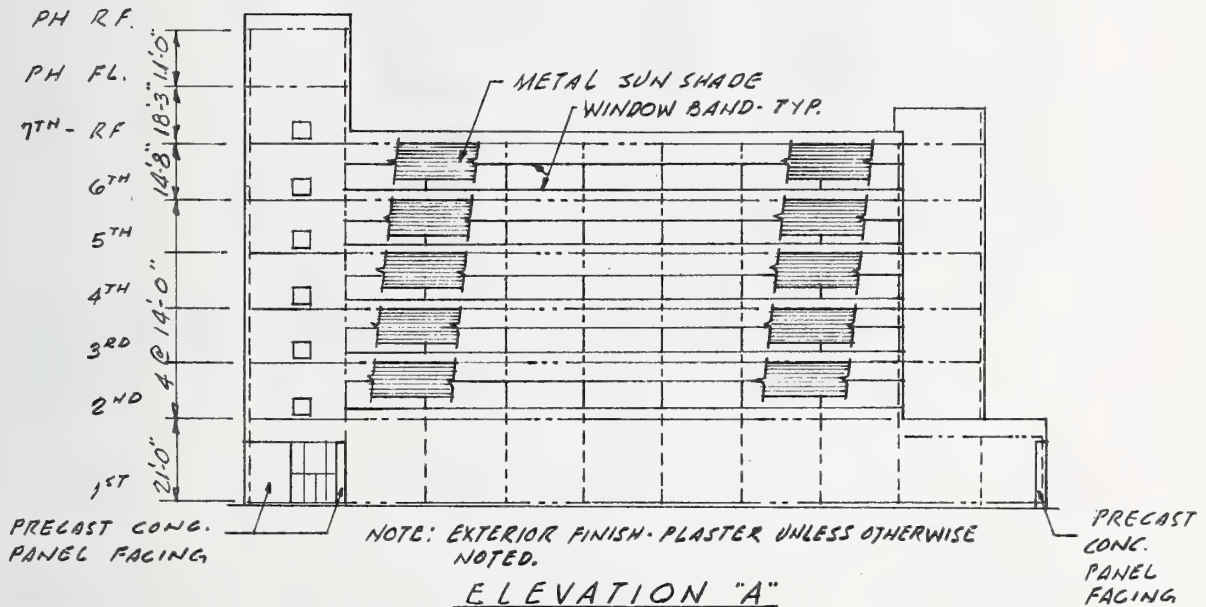 PH RF.
11'-0"
PH FL.
18'-3"
7TH - RF
14'-8"
6TH
5TH
4TH
4 @ 14'-0"
3RD
2ND
21'-0"
1ST
METAL SUN SHADE
WINDOW BAND - TYP.
PRECAST CONC.
PANEL FACING
NOTE: EXTERIOR FINISH - PLASTER UNLESS OTHERWISE
NOTED.
PRECAST
CONC.
PANEL
FACING
ELEVATION "A"